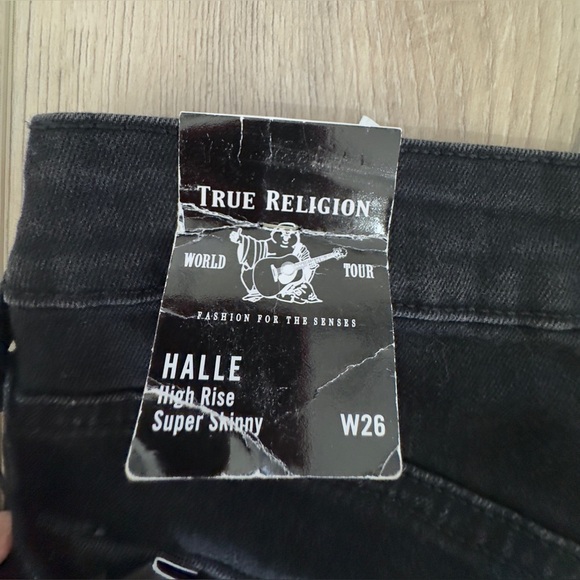 TRUE RELIGION
WORLD TOUR
FASHION FOR THE SENSES
HALLE
High Rise
Super Skinny
W26